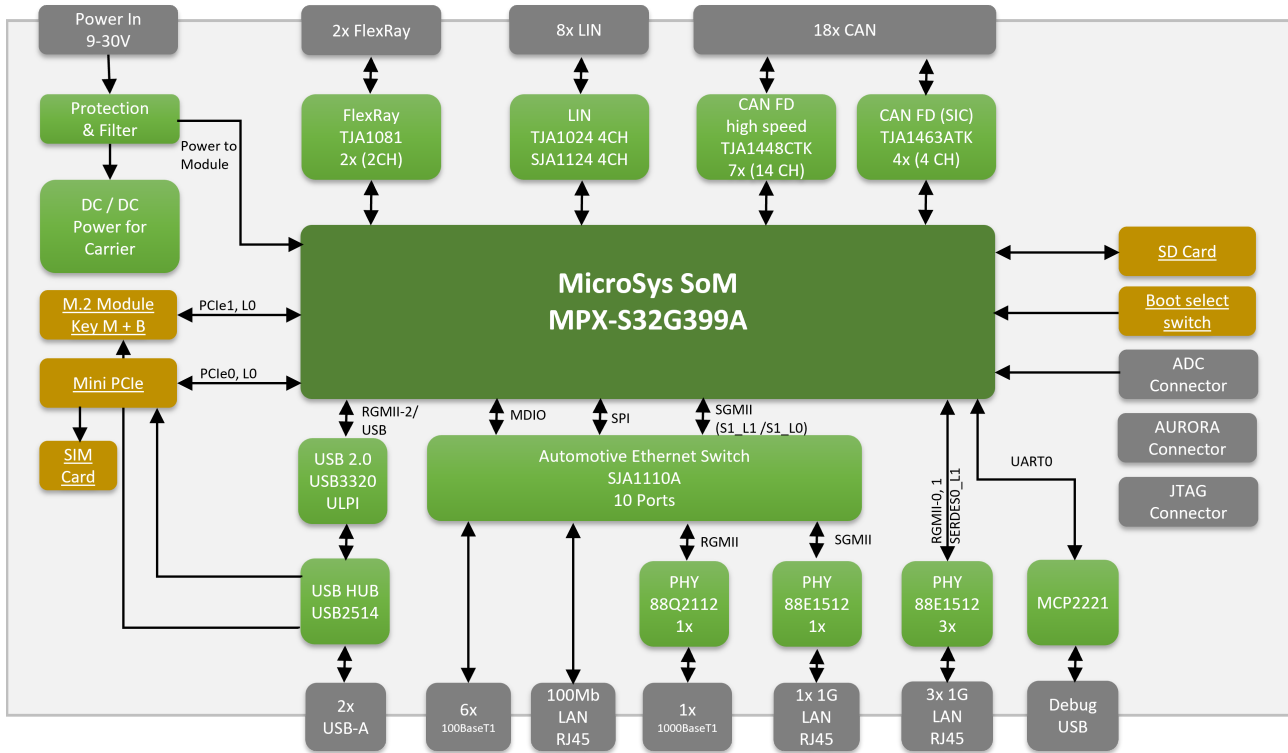 Power In
9-30V
2x FlexRay
8x LIN
18x CAN
Protection
& Filter
FlexRay
TJA1081
2x (2CH)
LIN
TJA1024 4CH
SJA1124 4CH
CAN FD
high speed
TJA1448CTK
7x (14 CH)
CAN FD (SIC)
TJA1463ATK
4x (4 CH)
Power to
Module
DC / DC
Power for
Carrier
MicroSys SoM
MPX-S32G399A
SD Card
M.2 Module
Key M + B
PCIe1, L0
Boot select
switch
Mini PCIe
PCIe0, L0
ADC
Connector
SIM
Card
RGMII-2/
USB
MDIO
SPI
SGMII
(S1_L1 /S1_L0)
AURORA
Connector
USB 2.0
USB3320
ULPI
Automotive Ethernet Switch
SJA1110A
10 Ports
RGMII-0, 1
SERDES0_L1
UART0
JTAG
Connector
RGMII
SGMII
USB HUB
USB2514
PHY
88Q2112
1x
PHY
88E1512
1x
PHY
88E1512
3x
MCP2221
2x
USB-A
6x
100BaseT1
100Mb
LAN
RJ45
1x
1000BaseT1
1x 1G
LAN
RJ45
3x 1G
LAN
RJ45
Debug
USB